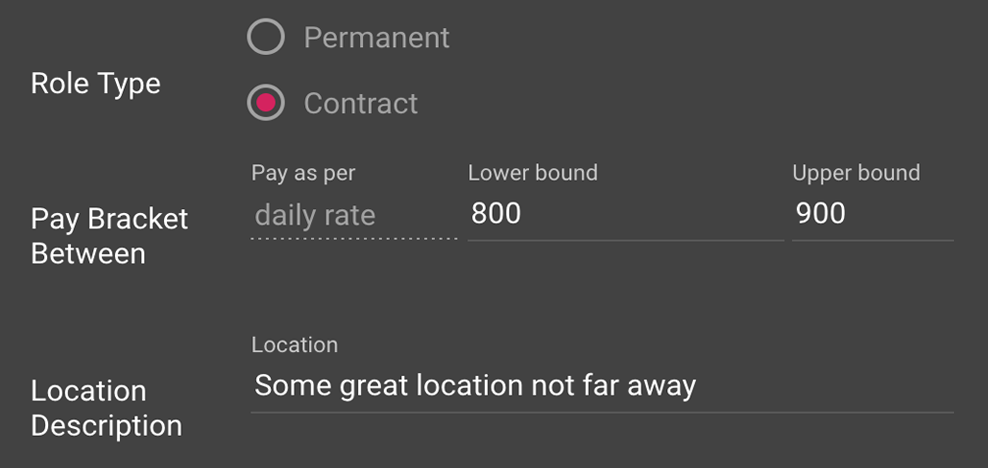 Permanent
Role Type
Contract
Pay as per Lower bound Upper bound
daily rate 800 900
Pay Bracket
Between
Location
Some great location not far away
Location
Description